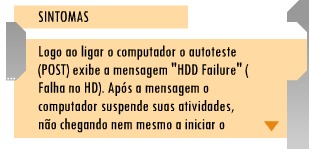 SINTOMAS
Logo ao ligar o computador o autoteste
(POST) exibe a mensagem "HDD Failure" (
Falha no HD). Após a mensagem o
computador suspende suas atividades,
não chegando nem mesmo a iniciar o